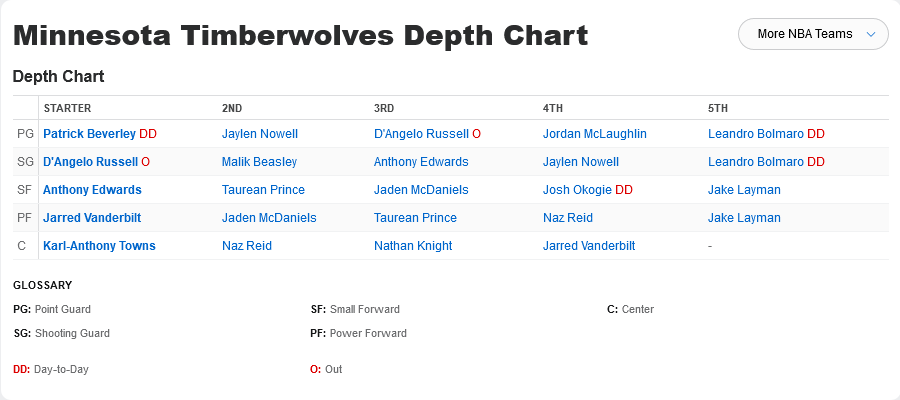 Minnesota Timberwolves Depth Chart
More NBA Teams
Depth Chart
STARTER 2ND 3RD 4TH 5TH
PG Patrick Beverley DD Jaylen Nowell D'Angelo Russell O Jordan McLaughlin Leandro Bolmaro DD
SG D'Angelo Russell O Malik Beasley Anthony Edwards Jaylen Nowell Leandro Bolmaro DD
SF Anthony Edwards Taurean Prince Jaden McDaniels Josh Okogie DD Jake Layman
PF Jarred Vanderbilt Jaden McDaniels Taurean Prince Naz Reid Jake Layman
C Karl-Anthony Towns Naz Reid Nathan Knight Jarred Vanderbilt -
GLOSSARY
PG: Point Guard SF: Small Forward C: Center
SG: Shooting Guard PF: Power Forward
DD: Day-to-Day O: Out